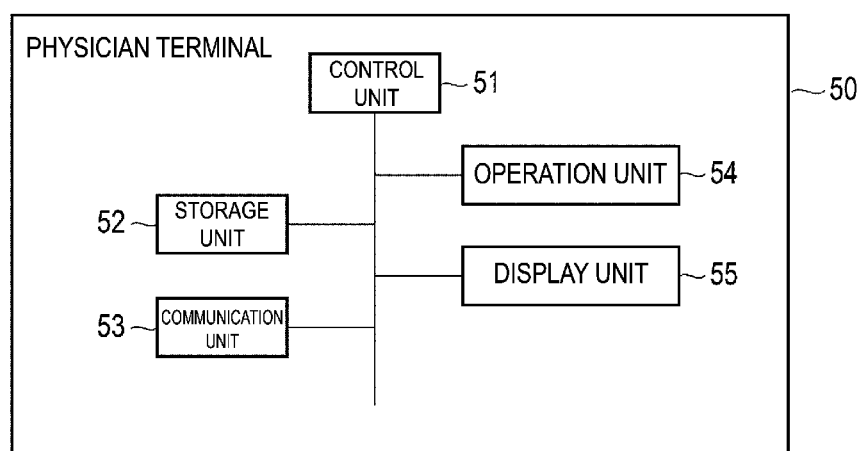 PHYSICIAN TERMINAL
CONTROL
UNIT
51
50
OPERATION UNIT
54
52
STORAGE
UNIT
DISPLAY UNIT
55
53
COMMUNICATION
UNIT